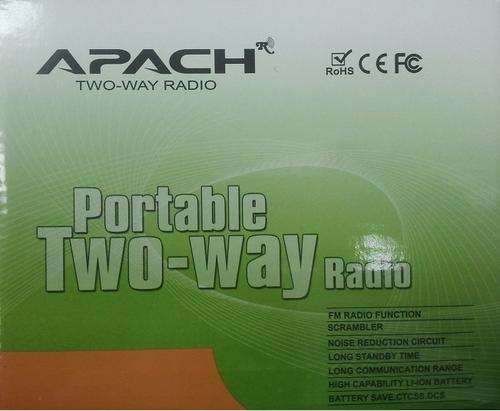 APACH
TWO-WAY RADIO
RoHS CE FC
Portable
Two-way Radio
FM RADIO FUNCTION
SCRAMBLER
NOISE REDUCTION CIRCUIT
LONG STANDBY TIME
LONG COMMUNICATION RANGE
HIGH CAPABILITY LI-ION BATTERY
BATTERY SAVE.CTCSS.DCS